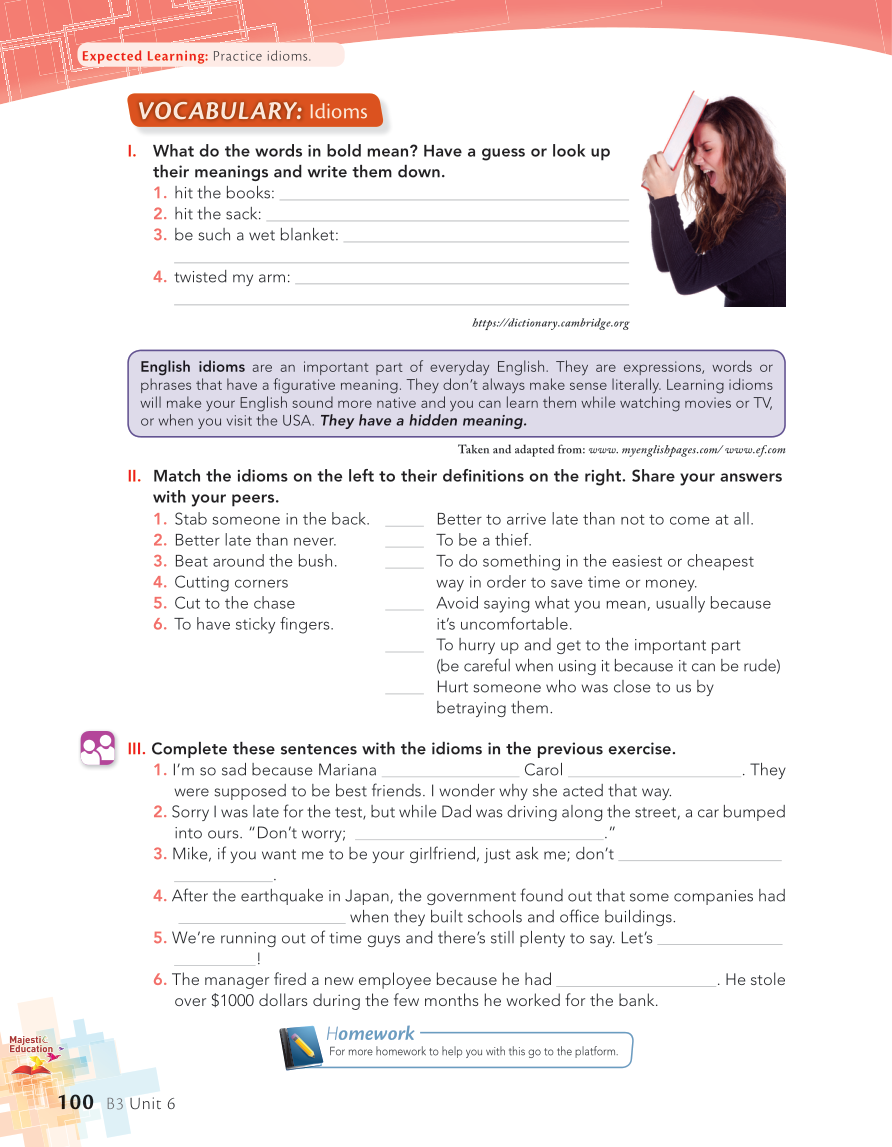 Expected Learning: Practice idioms.
VOCABULARY: Idioms
I. What do the words in bold mean? Have a guess or look up
their meanings and write them down.
1. hit the books:
2. hit the sack:
3. be such a wet blanket:
4. twisted my arm:
https://dictionary.cambridge.org
English idioms are an important part of everyday English. They are expressions, words or
phrases that have a figurative meaning. They don’t always make sense literally. Learning idioms
will make your English sound more native and you can learn them while watching movies or TV,
or when you visit the USA. They have a hidden meaning.
Taken and adapted from: www. myenglishpages.com/ www.ef.com
II. Match the idioms on the left to their definitions on the right. Share your answers
with your peers.
1. Stab someone in the back.
2. Better late than never.
3. Beat around the bush.
4. Cutting corners
5. Cut to the chase
6. To have sticky fingers.
_____ Better to arrive late than not to come at all.
_____ To be a thief.
_____ To do something in the easiest or cheapest
way in order to save time or money.
_____ Avoid saying what you mean, usually because
it’s uncomfortable.
_____ To hurry up and get to the important part
(be careful when using it because it can be rude)
_____ Hurt someone who was close to us by
betraying them.
III. Complete these sentences with the idioms in the previous exercise.
1. I’m so sad because Mariana _____ Carol _____. They
were supposed to be best friends. I wonder why she acted that way.
2. Sorry I was late for the test, but while Dad was driving along the street, a car bumped
into ours. “Don’t worry; _____.”
3. Mike, if you want me to be your girlfriend, just ask me; don’t _____
_____.
4. After the earthquake in Japan, the government found out that some companies had
_____ when they built schools and office buildings.
5. We’re running out of time guys and there’s still plenty to say. Let’s _____
_____!
6. The manager fired a new employee because he had _____. He stole
over $1000 dollars during the few months he worked for the bank.
Homework
For more homework to help you with this go to the platform.
Majestic
Education
100 B3 Unit 6